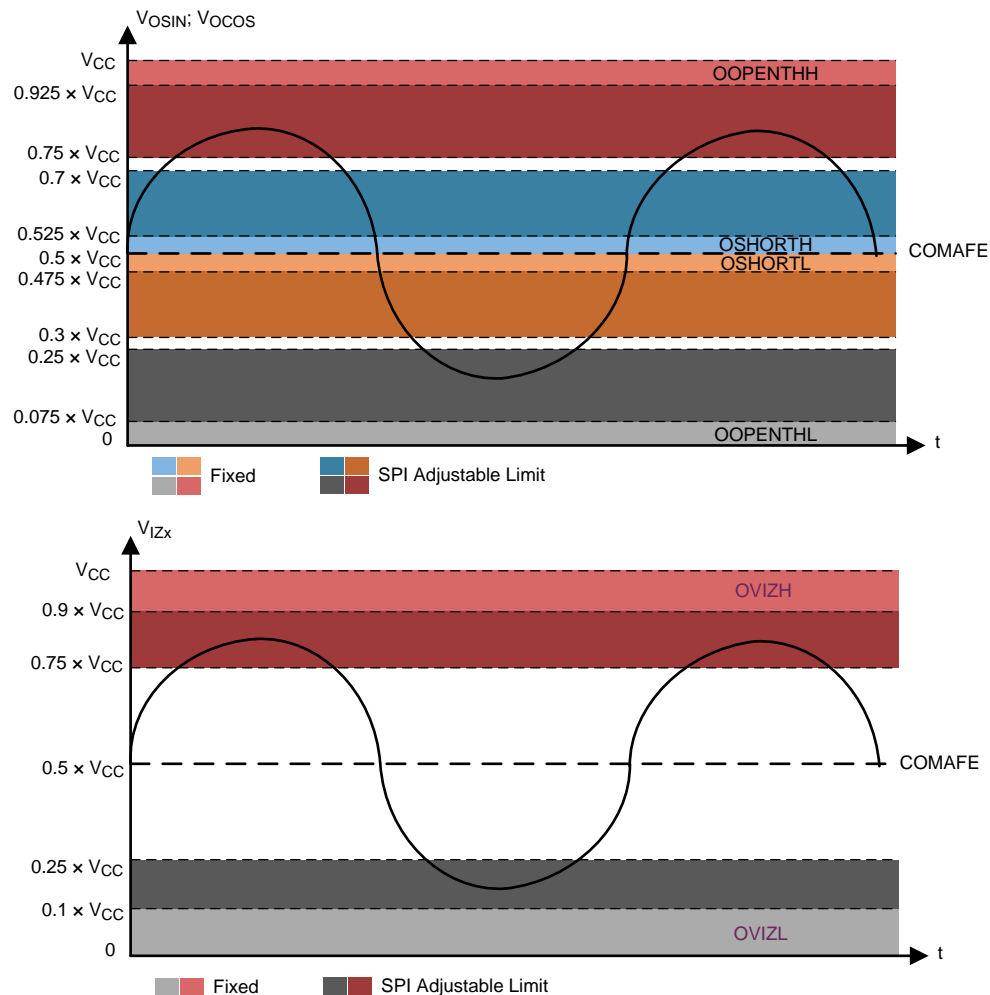 VOSIN; VOCOS
VCC
OOPENTHH
0.925 × VCC
0.75 × VCC
0.7 × VCC
0.525 × VCC
OSHORTH
COMAFE
0.5 × VCC
OSHORTL
0.475 × VCC
0.3 × VCC
0.25 × VCC
0.075 × VCC
OOPENTHL
0
t
Fixed
SPI Adjustable Limit
VIZx
VCC
OVIZH
0.9 × VCC
0.75 × VCC
0.5 × VCC
COMAFE
0.25 × VCC
0.1 × VCC
OVIZL
0
t
Fixed
SPI Adjustable Limit